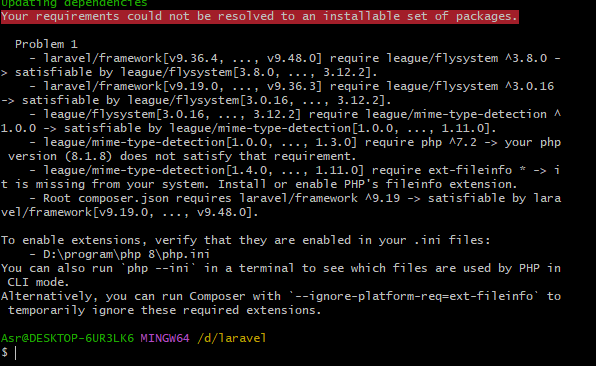 Updating dependencies
Your requirements could not be resolved to an installable set of packages.
Problem 1
- laravel/framework[v9.36.4, ..., v9.48.0] require league/flysystem ^3.8.0 -
> satisfiable by league/flysystem[3.8.0, ..., 3.12.2].
- laravel/framework[v9.19.0, ..., v9.36.3] require league/flysystem ^3.0.16
-> satisfiable by league/flysystem[3.0.16, ..., 3.12.2].
- league/flysystem[3.0.16, ..., 3.12.2] require league/mime-type-detection ^
1.0.0 -> satisfiable by league/mime-type-detection[1.0.0, ..., 1.11.0].
- league/mime-type-detection[1.0.0, ..., 1.3.0] require php ^7.2 -> your php
version (8.1.8) does not satisfy that requirement.
- league/mime-type-detection[1.4.0, ..., 1.11.0] require ext-fileinfo * -> i
t is missing from your system. Install or enable PHP's fileinfo extension.
- Root composer.json requires laravel/framework ^9.19 -> satisfiable by lara
vel/framework[v9.19.0, ..., v9.48.0].
To enable extensions, verify that they are enabled in your .ini files:
- D:\program\php 8\php.ini
You can also run `php --ini` in a terminal to see which files are used by PHP in
CLI mode.
Alternatively, you can run Composer with `--ignore-platform-req=ext-fileinfo` to
temporarily ignore these required extensions.
Asr@DESKTOP-6UR3LK6 MINGW64 /d/laravel
$